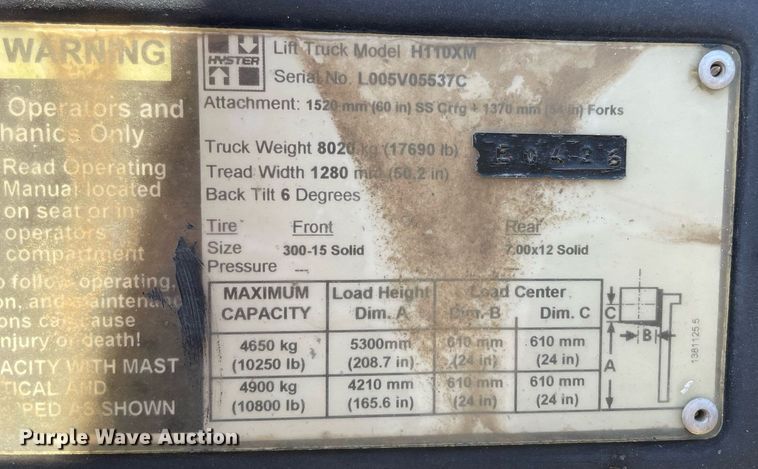 WARNING
Operators and
hanics Only
Read Operating
Manual located
on seat or in
operators
compartment
o follow operating,
on, and maintenanc
ons can cause
njury or death!
ACITY WITH MAST
TICAL AND
PED AS SHOWN
HYSTER
Lift Truck Model H110XM
Serial No. L005V05537C
Attachment: 1520 mm (60 in) SS Crrg + 1370 mm (54 in) Forks
Truck Weight 8020 kg (17690 lb)
Tread Width 1280 mm (50.2 in)
Back Tilt 6 Degrees
Tire Front Rear
Size 300-15 Solid 7.00x12 Solid
Pressure — —
MAXIMUM CAPACITY Load Height Dim. A Load Center Dim. B Dim. C
4650 kg 5300mm 610 mm 610 mm
(10250 lb) (208.7 in) (24 in) (24 in)
4900 kg 4210 mm 610 mm 610 mm
(10800 lb) (165.6 in) (24 in) (24 in)
C
B
A
1381125.5
Purple Wave Auction